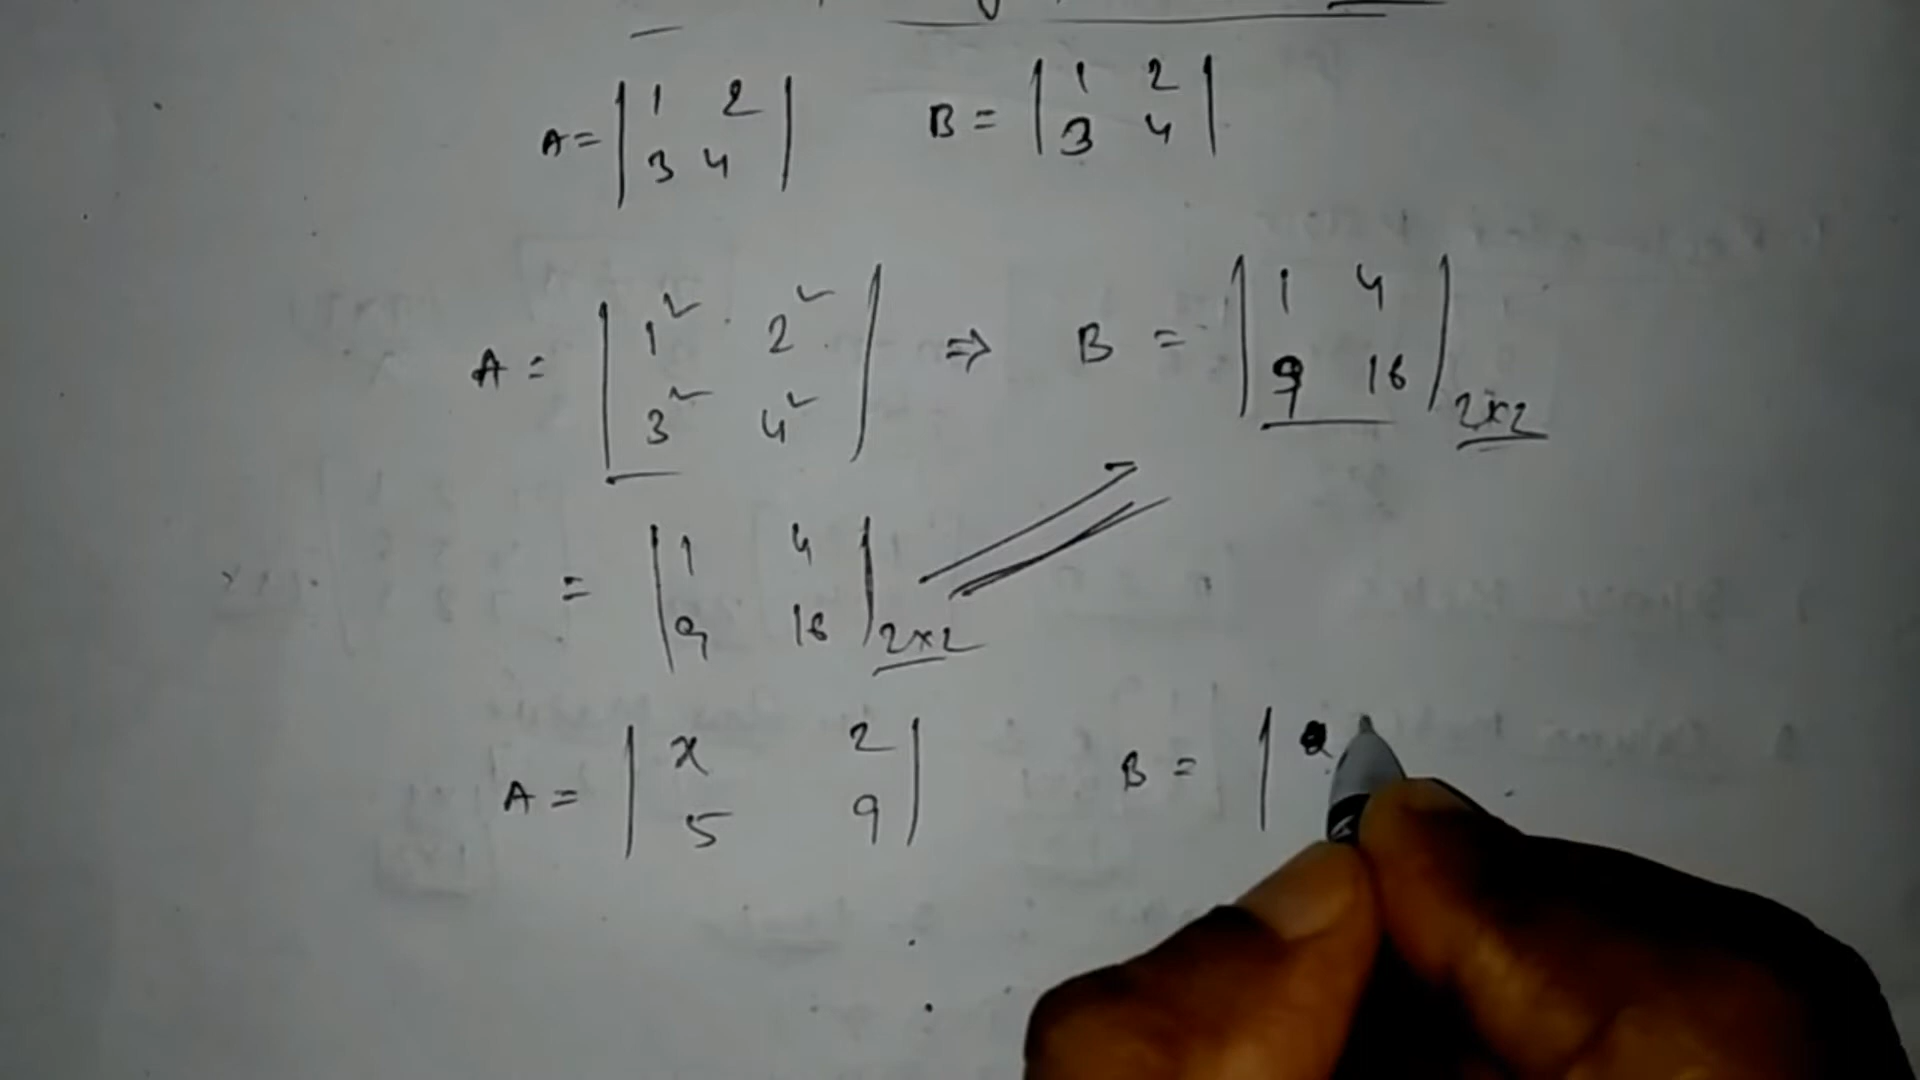 A = | 1 2 | B = | 1 2 |
| 3 4 | | 3 4 |
A = | 1² 2² | ⇒ B = | 1 4 |
| 3² 4² | | 9 16 | 2×2
= | 1 4 |
| 9 16 | 2×2
A = | x 2 | B = |
| 5 9 |